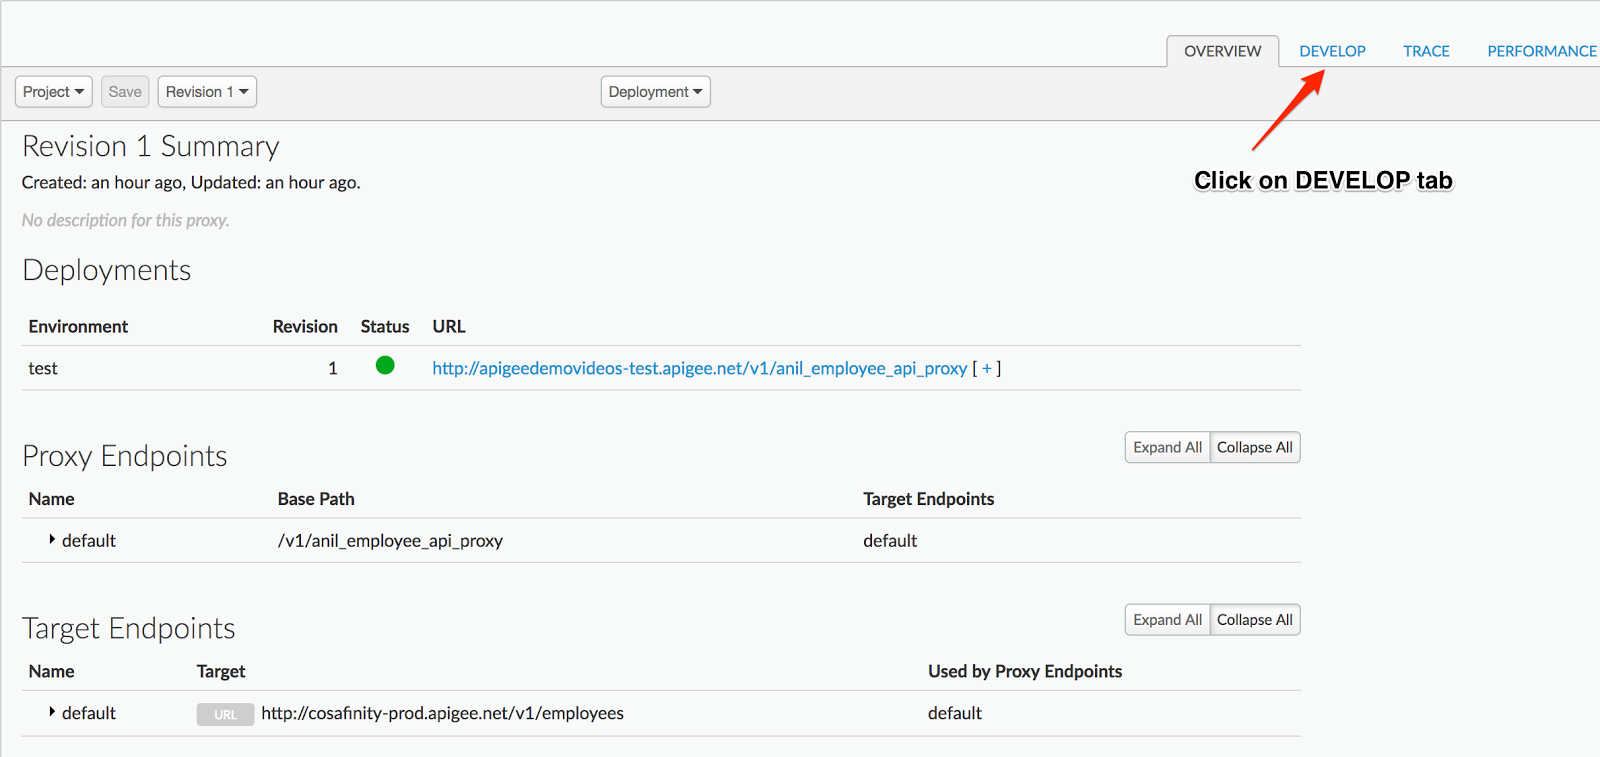 OVERVIEW DEVELOP TRACE PERFORMANCE
Project Save Revision 1 Deployment
Click on DEVELOP tab
Revision 1 Summary
Created: an hour ago, Updated: an hour ago.
No description for this proxy.
Deployments
Environment Revision Status URL
test 1 http://apigeedemovideos-test.apigee.net/v1/anil_employee_api_proxy [ + ]
Proxy Endpoints Expand All Collapse All
Name Base Path Target Endpoints
default /v1/anil_employee_api_proxy default
Target Endpoints Expand All Collapse All
Name Target Used by Proxy Endpoints
default URL http://cosafinity-prod.apigee.net/v1/employees default